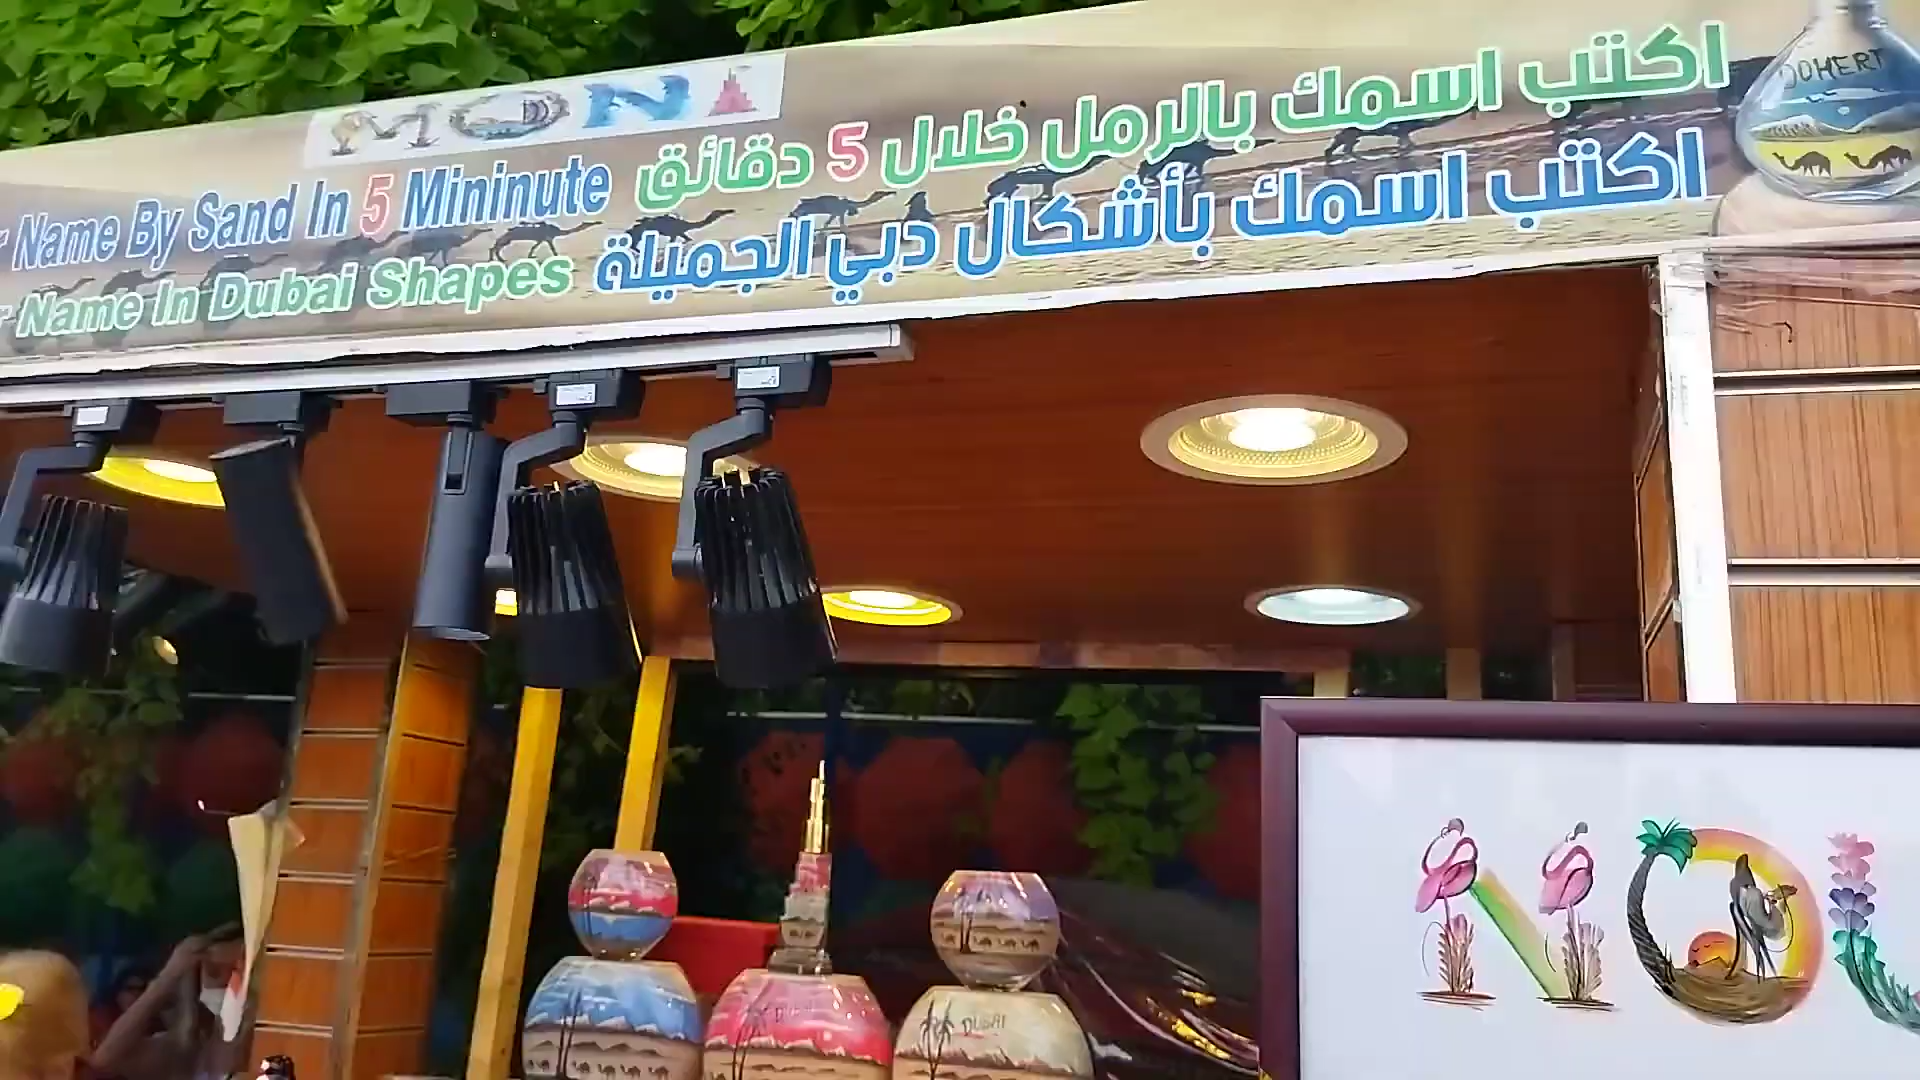 MONI
Name By Sand In 5 Mininute
اكتب اسمك بالرمل خلال 5 دقائق
Name In Dubai Shapes
اكتب اسمك بأشكال دبي الجميلة
DUBAI